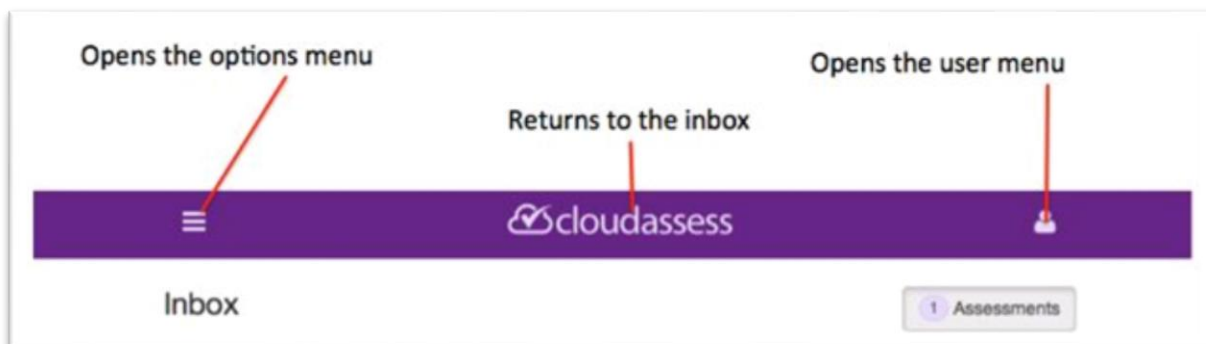 Opens the options menu
Opens the user menu
Returns to the inbox
cloudassess
Inbox
1 Assessments